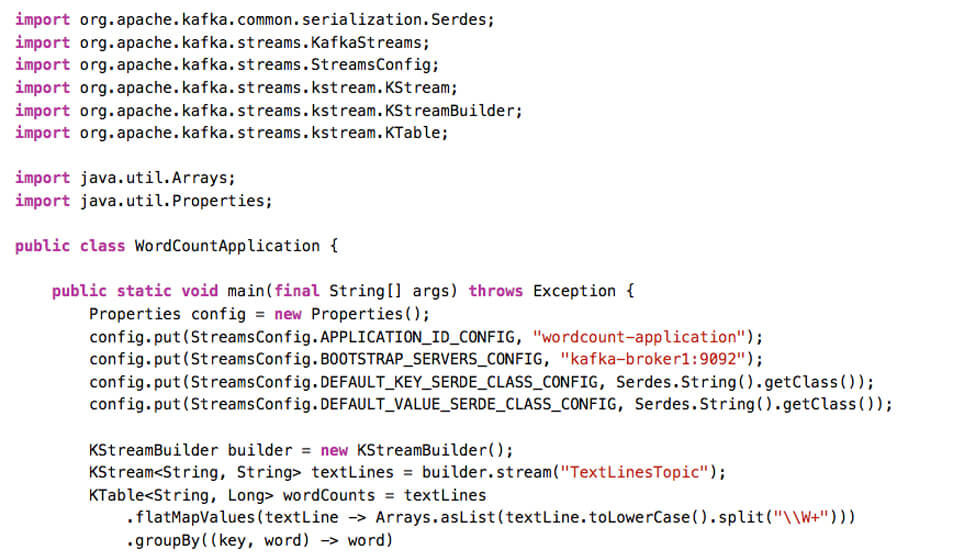 import org.apache.kafka.common.serialization.Serdes;
import org.apache.kafka.streams.KafkaStreams;
import org.apache.kafka.streams.StreamsConfig;
import org.apache.kafka.streams.kstream.KStream;
import org.apache.kafka.streams.kstream.KStreamBuilder;
import org.apache.kafka.streams.kstream.KTable;

import java.util.Arrays;
import java.util.Properties;

public class WordCountApplication {

    public static void main(final String[] args) throws Exception {
        Properties config = new Properties();
        config.put(StreamsConfig.APPLICATION_ID_CONFIG, "wordcount-application");
        config.put(StreamsConfig.BOOTSTRAP_SERVERS_CONFIG, "kafka-broker1:9092");
        config.put(StreamsConfig.DEFAULT_KEY_SERDE_CLASS_CONFIG, Serdes.String().getClass());
        config.put(StreamsConfig.DEFAULT_VALUE_SERDE_CLASS_CONFIG, Serdes.String().getClass());

        KStreamBuilder builder = new KStreamBuilder();
        KStream<String, String> textLines = builder.stream("TextLinesTopic");
        KTable<String, Long> wordCounts = textLines
            .flatMapValues(textLine -> Arrays.asList(textLine.toLowerCase().split("\\W+")))
            .groupBy((key, word) -> word)